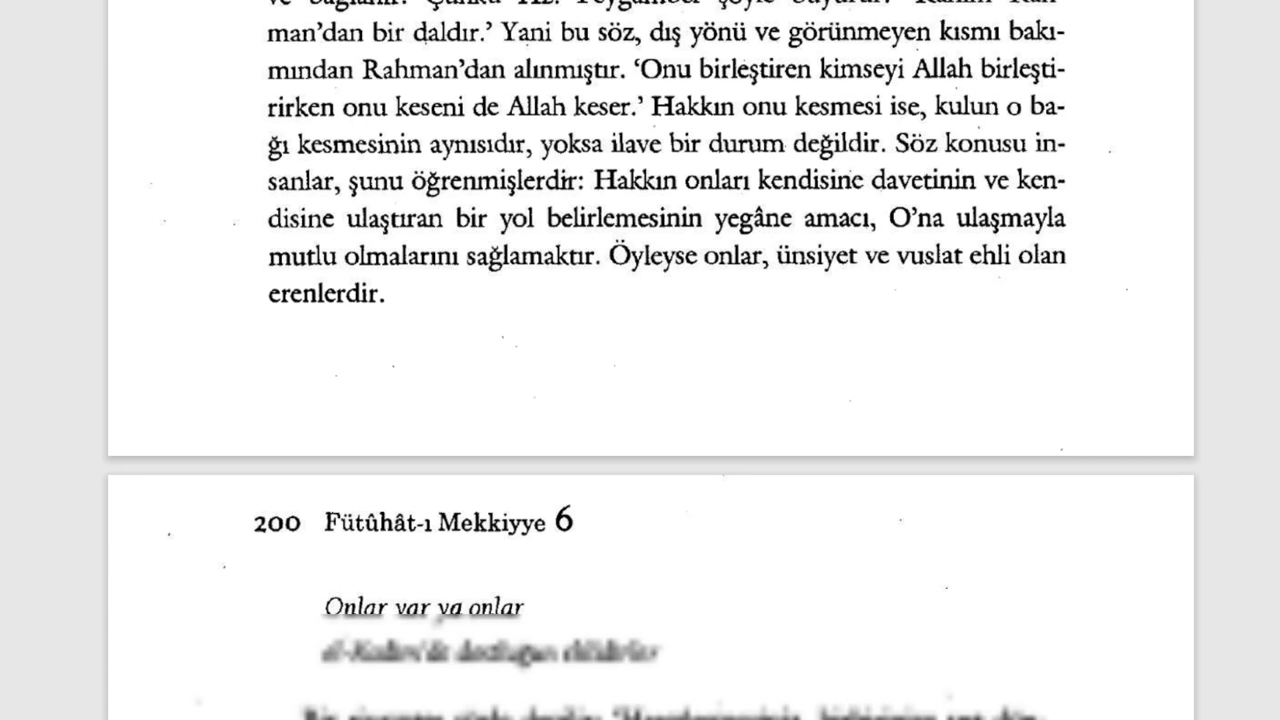 man’dan bir daldır.’ Yani bu söz, dış yönü ve görünmeyen kısmı bakı-
mından Rahman’dan alınmıştır. ‘Onu birleştiren kimseyi Allah birleşti-
rirken onu keseni de Allah keser.’ Hakkın onu kesmesi ise, kulun o ba-
ğı kesmesinin aynısıdır, yoksa ilave bir durum değildir. Söz konusu in-
sanlar, şunu öğrenmişlerdir: Hakkın onları kendisine davetinin ve ken-
disine ulaştıran bir yol belirlemesinin yegâne amacı, O’na ulaşmayla
mutlu olmalarını sağlamaktır. Öyleyse onlar, ünsiyet ve vuslat ehli olan
erenlerdir.
200 Fütûhât-ı Mekkiyye 6
Onlar var ya onlar